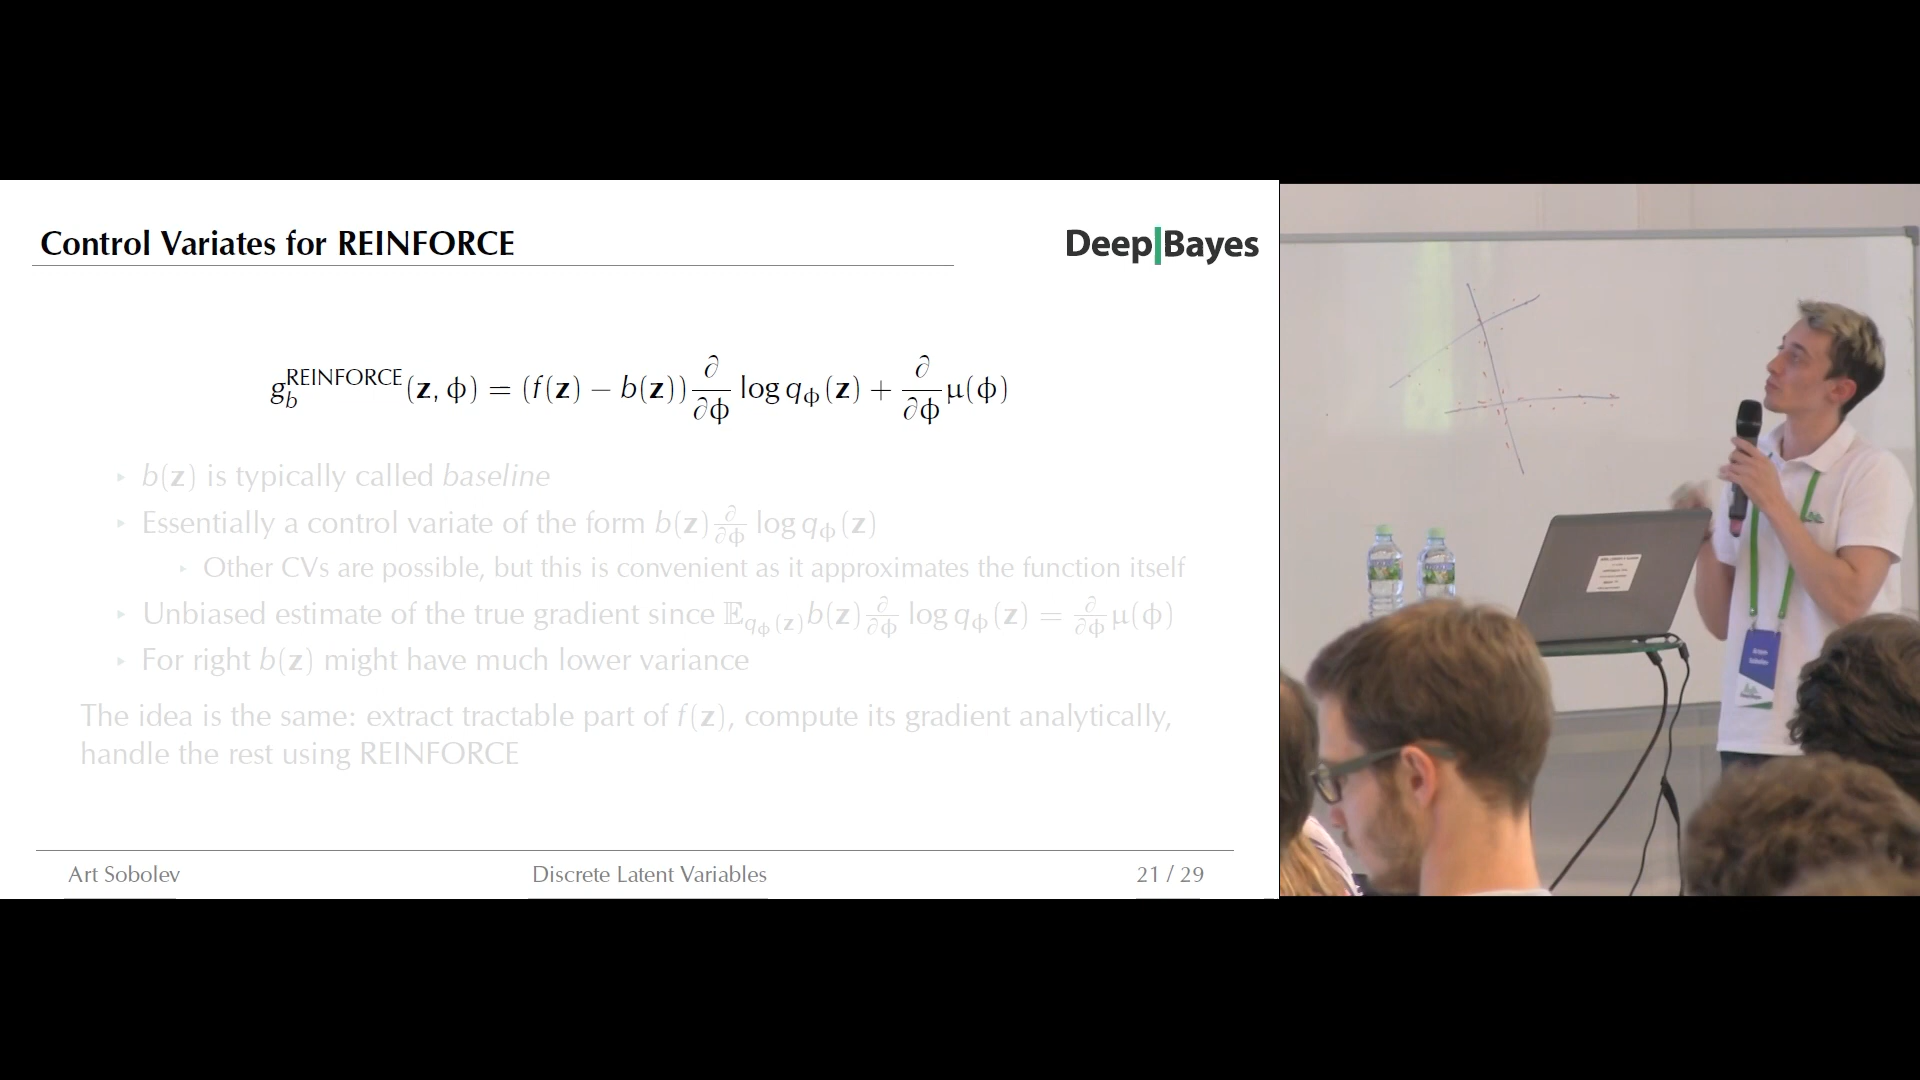 Control Variates for REINFORCE
Deep|Bayes
g_b^REINFORCE(z, ϕ) = (f(z) − b(z)) ∂/∂ϕ log q_ϕ(z) + ∂/∂ϕ μ(ϕ)
‣ b(z) is typically called baseline
‣ Essentially a control variate of the form b(z) ∂/∂ϕ log q_ϕ(z)
‣ Other CVs are possible, but this is convenient as it approximates the function itself
‣ Unbiased estimate of the true gradient since 𝔼_{q_ϕ(z)} b(z) ∂/∂ϕ log q_ϕ(z) = ∂/∂ϕ μ(ϕ)
‣ For right b(z) might have much lower variance
The idea is the same: extract tractable part of f(z), compute its gradient analytically,
handle the rest using REINFORCE
Art Sobolev
Discrete Latent Variables
21 / 29